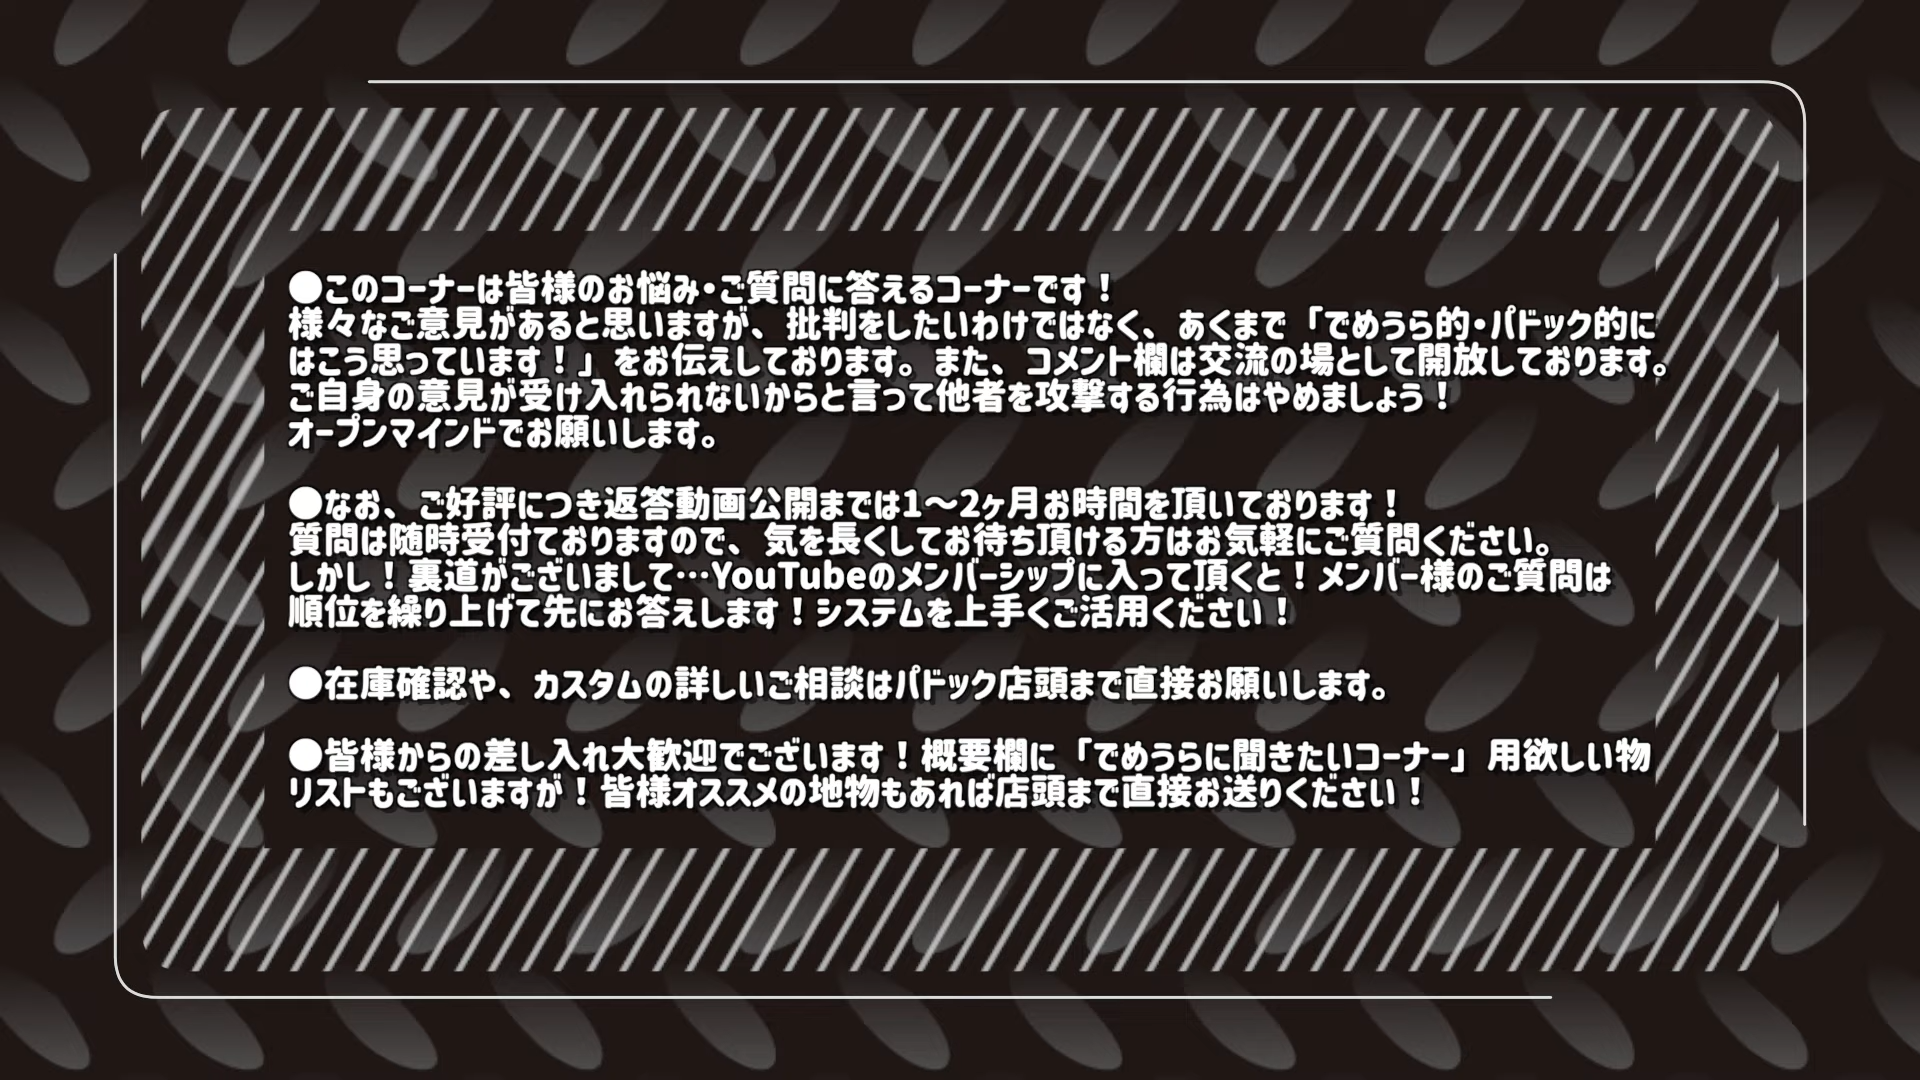 ●このコーナーは皆様のお悩み・ご質問に答えるコーナーです！
様々なご意見があると思いますが、批判をしたいわけではなく、あくまで「でめうら的・パドック的に
はこう思っています！」をお伝えしております。また、コメント欄は交流の場として開放しております。
ご自身の意見が受け入れられないからと言って他者を攻撃する行為はやめましょう！
オープンマインドでお願いします。
●なお、ご好評につき返答動画公開までは1〜2ヶ月お時間を頂いております！
質問は随時受付ておりますので、気を長くしてお待ち頂ける方はお気軽にご質問ください。
しかし！裏道がございまして…YouTubeのメンバーシップに入って頂くと！メンバー様のご質問は
順位を繰り上げて先にお答えします！システムを上手くご活用ください！
●在庫確認や、カスタムの詳しいご相談はパドック店頭まで直接お願いします。
●皆様からの差し入れ大歓迎でございます！概要欄に「でめうらに聞きたいコーナー」用欲しい物
リストもございますが！皆様オススメの地物もあれば店頭まで直接お送りください！